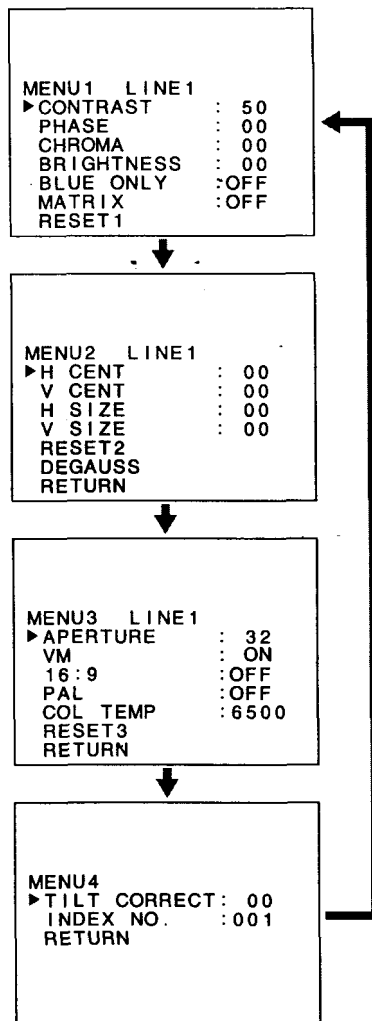 MENU1 LINE1
▶CONTRAST : 50
PHASE : 00
CHROMA : 00
BRIGHTNESS : 00
BLUE ONLY :OFF
MATRIX :OFF
RESET1
MENU2 LINE1
▶H CENT : 00
V CENT : 00
H SIZE : 00
V SIZE : 00
RESET2
DEGAUSS
RETURN
MENU3 LINE1
▶APERTURE : 32
VM : ON
16:9 :OFF
PAL :OFF
COL TEMP :6500
RESET3
RETURN
MENU4
▶TILT CORRECT: 00
INDEX NO. :001
RETURN